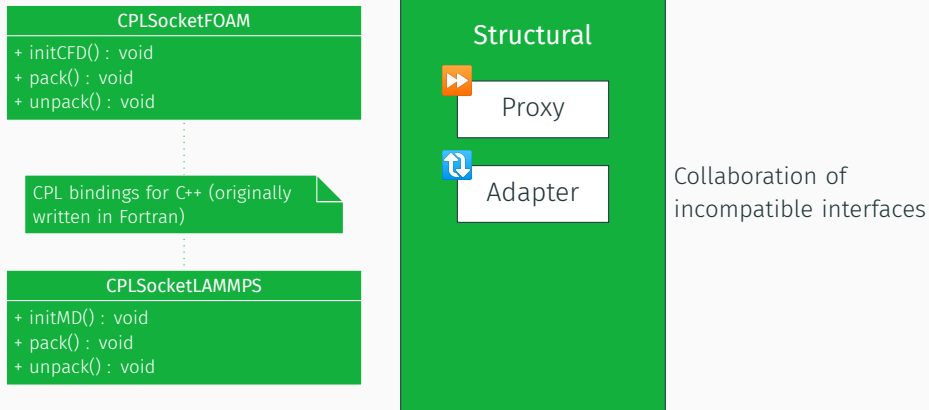 CPLSocketFOAM
+ initCFD() : void
+ pack() : void
+ unpack() : void
CPL bindings for C++ (originally
written in Fortran)
CPLSocketLAMMPS
+ initMD() : void
+ pack() : void
+ unpack() : void
Structural
Proxy
Adapter
Collaboration of
incompatible interfaces